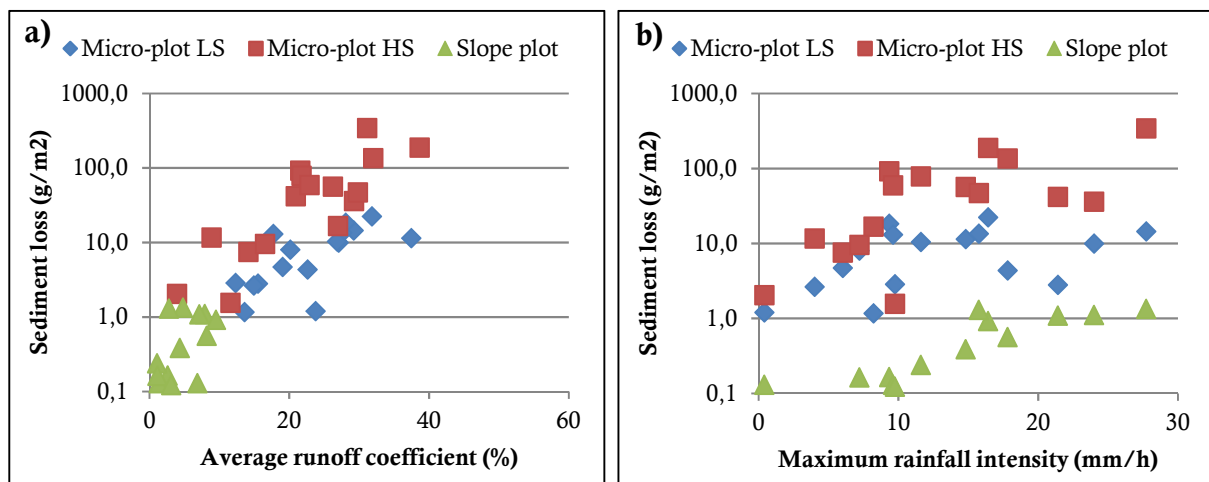 a)
Micro-plot LS Micro-plot HS Slope plot
1000,0
100,0
10,0
1,0
0,1
0 20 40 60
Sediment loss (g/m2)
Average runoff coefficient (%)
b)
Micro-plot LS Micro-plot HS Slope plot
1000,0
100,0
10,0
1,0
0,1
0 10 20 30
Sediment loss (g/m2)
Maximum rainfall intensity (mm/h)